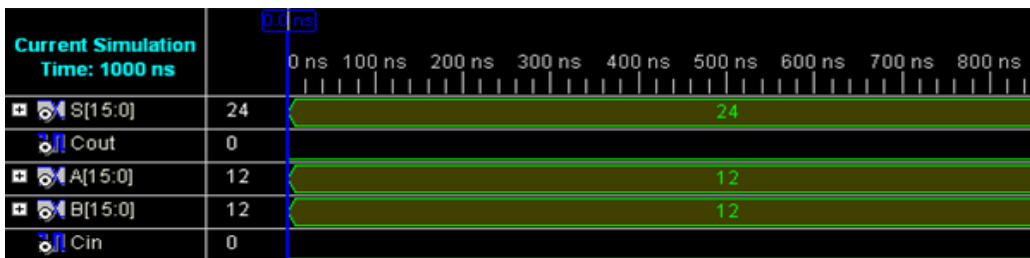 0.0 ns
Current Simulation
Time: 1000 ns
0 ns 100 ns 200 ns 300 ns 400 ns 500 ns 600 ns 700 ns 800 ns
S[15:0] 24 24
Cout 0
A[15:0] 12 12
B[15:0] 12 12
Cin 0